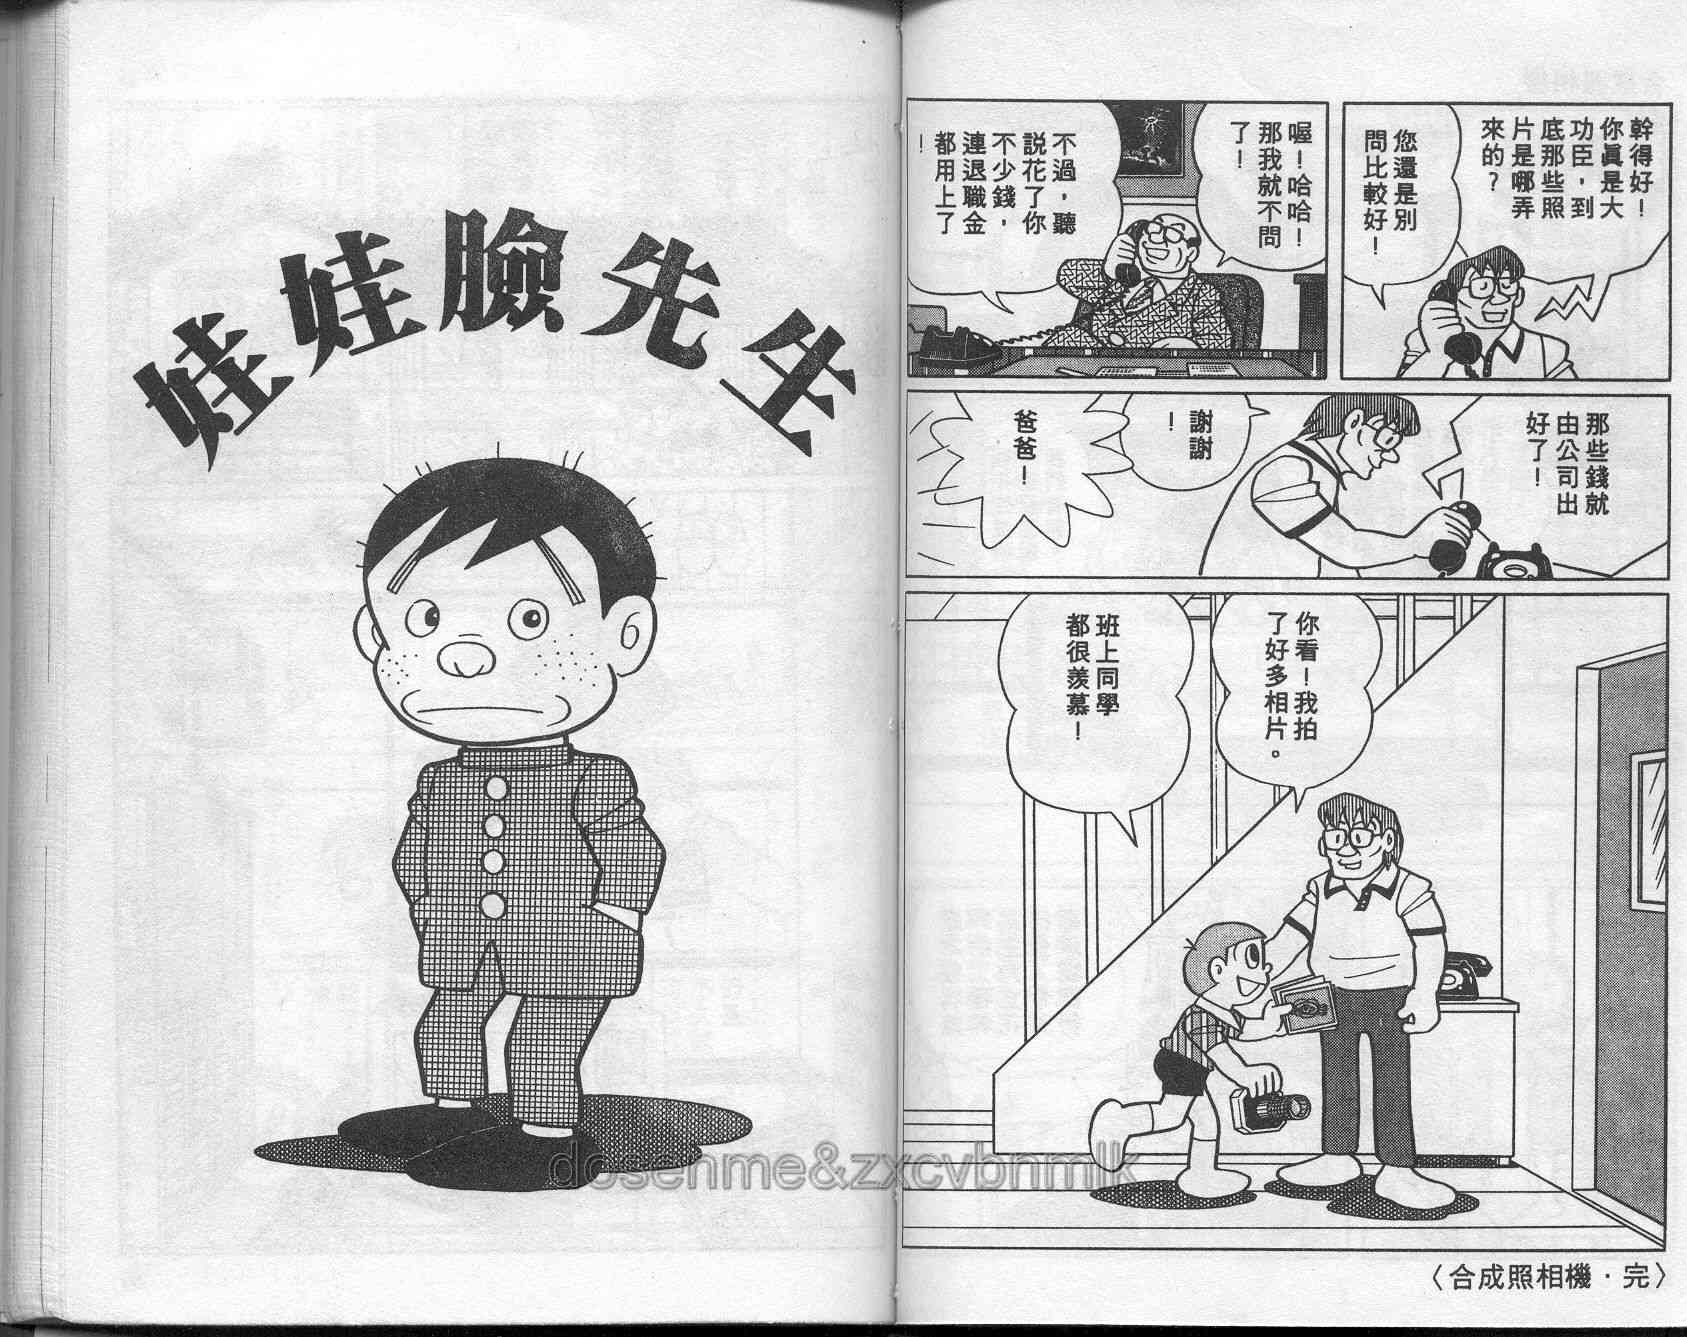 幹得好！
你真是大
功臣，到
底那些照
片是哪弄
來的？
您還是別
問比較好！
喔！哈哈！
那我就不問
了！
不過，聽
説花了你
不少錢，
連退職金
都用上了
！
那些錢就
由公司出
好了！
謝謝
！
爸爸！
你看！我拍
了好多相片。
班上同學
都很羨慕！
〈合成照相機・完〉
娃娃臉先生
dosenme&zxcvbnmlk